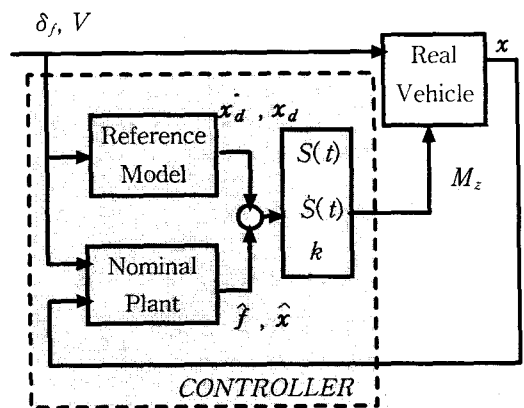 δ_f, V
Real
Vehicle
x
ẋ_d , x_d
Reference
Model
S(t)
Ṡ(t)
k
M_z
Nominal
Plant
f̂ , x̂
CONTROLLER